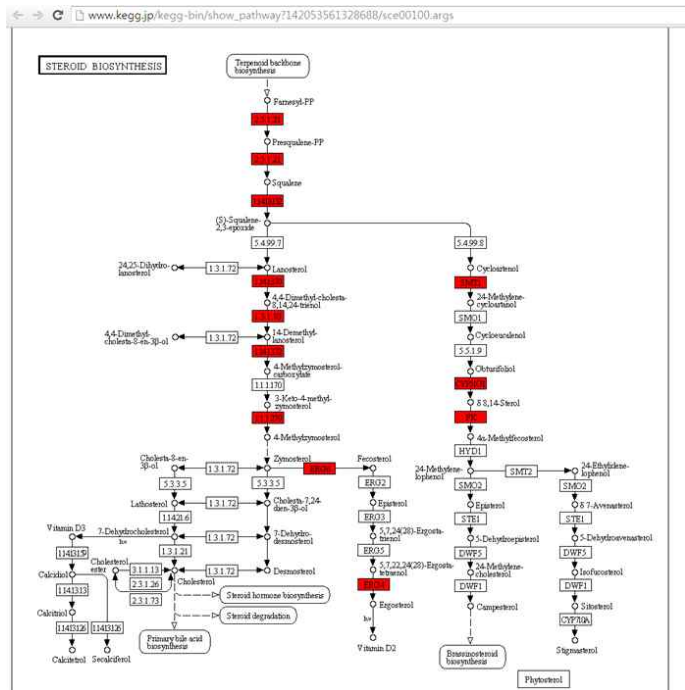 www.kegg.jp/kegg-bin/show_pathway?142053561328688/sce00100.args
STEROID BIOSYNTHESIS
Terpenoid backbone
biosynthesis
Farnesyl-PP
Presqualene-PP
Squalene
(S)-Squalene-
2,3-epoxide
5.4.99.7
5.4.99.8
24,25-Dihydro-
lanosterol
1.3.1.72
Lanosterol
Cycloartenol
SMT1
4,4-Dimethyl-cholesta-
8,14,24-trienol
24-Methylene-
cycloartanol
SMO1
4,4-Dimethyl-
cholesta-8-en-3β-ol
1.3.1.72
14-Demethyl-
lanosterol
Cycloeucalenol
5.5.1.9
4-Methylzymosterol-
carboxylate
Obtusifoliol
1.1.1.170
3-Keto-4-methyl-
zymosterol
δ 8,14-Sterol
FK
4-Methylzymosterol
4α-Methylfecosterol
HYD1
Cholesta-8-en-
3β-ol
1.3.1.72
Zymosterol
ERG6
Fecosterol
24-Methylene-
lophenol
SMT2
24-Ethylidene-
lophenol
5.3.3.5
5.3.3.5
ERG2
SMO2
SMO2
Lathosterol
1.3.1.72
Cholesta-7,24-
dien-3β-ol
Episterol
Episterol
δ 7-Avenasterol
1.14.21.6
ERG3
STE1
STE1
Vitamin D3
7-Dehydrocholesterol
1.3.1.72
7-Dehydro-
desmosterol
5,7,24(28)-Ergosta-
trienol
5-Dehydroepisterol
5-Dehydroavenasterol
1.3.1.21
ERG5
DWF5
DWF5
Calcidiol
Cholesterol
ester
3.1.1.13
Cholesterol
1.3.1.72
Desmosterol
5,7,22,24(28)-Ergosta-
tetraenol
24-Methylene-
cholesterol
Isofucosterol
2.3.1.26
2.3.1.73
ERG4
DWF1
DWF1
Calcitriol
Steroid hormone biosynthesis
Ergosterol
Campesterol
Sitosterol
Steroid degradation
hν
CYP710A
Calcitetrol
Secalciferol
Primary bile acid
biosynthesis
Vitamin D2
Brassinosteroid
biosynthesis
Stigmasterol
Phytosterol